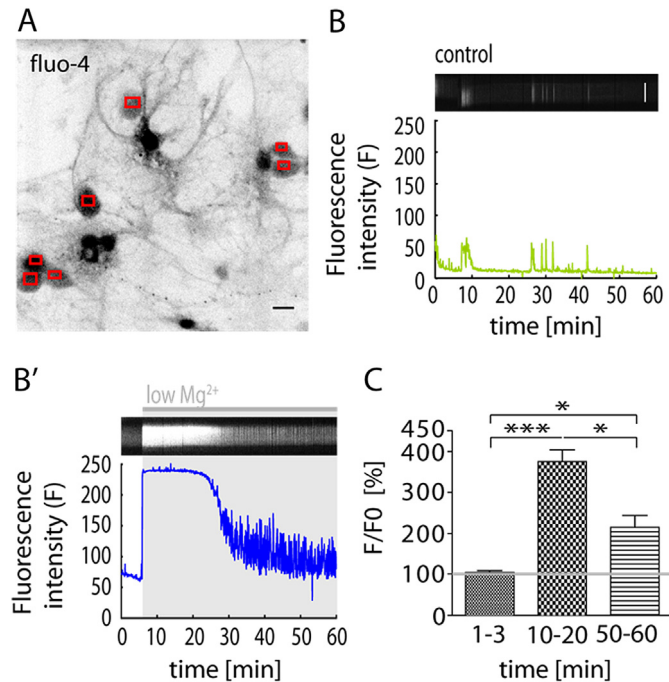 A
fluo-4
B
control
250
200
150
100
50
0
Fluorescence
intensity (F)
0 10 20 30 40 50 60
time [min]
B′
low Mg²⁺
250
200
150
100
50
0
Fluorescence
intensity (F)
0 10 20 30 40 50 60
time [min]
C
*
*** *
450
400
300
200
100
0
F/F0 [%]
1-3 10-20 50-60
time [min]